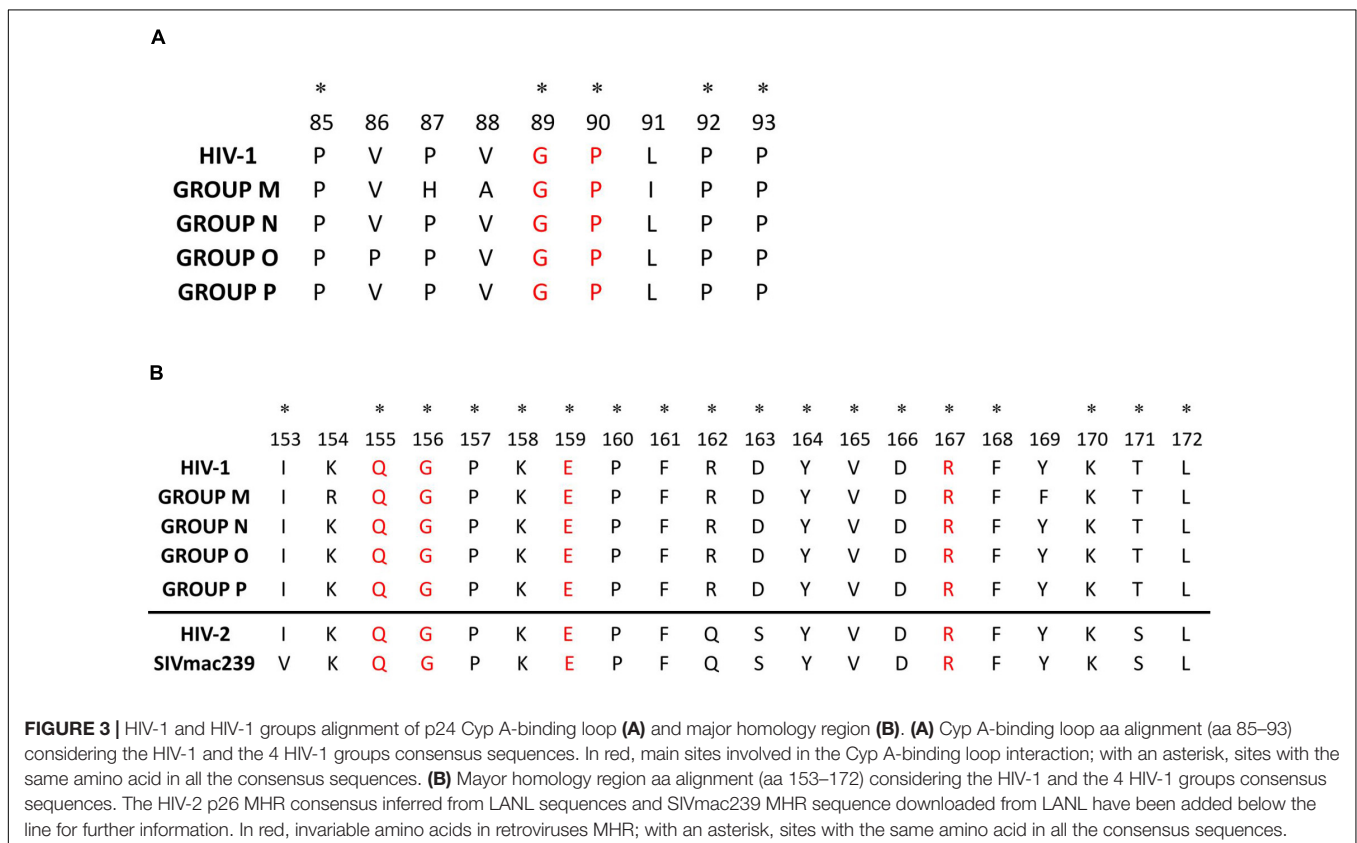 A
* * * * *
85 86 87 88 89 90 91 92 93
HIV-1 P V P V G P L P P
GROUP M P V H A G P I P P
GROUP N P V P V G P L P P
GROUP O P P P V G P L P P
GROUP P P V P V G P L P P
B
* * * * * * * * * * * * * * * * * *
153 154 155 156 157 158 159 160 161 162 163 164 165 166 167 168 169 170 171 172
HIV-1 I K Q G P K E P F R D Y V D R F Y K T L
GROUP M I R Q G P K E P F R D Y V D R F F K T L
GROUP N I K Q G P K E P F R D Y V D R F Y K T L
GROUP O I K Q G P K E P F R D Y V D R F Y K T L
GROUP P I K Q G P K E P F R D Y V D R F Y K T L
HIV-2 I K Q G P K E P F Q S Y V D R F Y K S L
SIVmac239 V K Q G P K E P F Q S Y V D R F Y K S L
FIGURE 3 | HIV-1 and HIV-1 groups alignment of p24 Cyp A-binding loop (A) and major homology region (B). (A) Cyp A-binding loop aa alignment (aa 85–93)
considering the HIV-1 and the 4 HIV-1 groups consensus sequences. In red, main sites involved in the Cyp A-binding loop interaction; with an asterisk, sites with the
same amino acid in all the consensus sequences. (B) Mayor homology region aa alignment (aa 153–172) considering the HIV-1 and the 4 HIV-1 groups consensus
sequences. The HIV-2 p26 MHR consensus inferred from LANL sequences and SIVmac239 MHR sequence downloaded from LANL have been added below the
line for further information. In red, invariable amino acids in retroviruses MHR; with an asterisk, sites with the same amino acid in all the consensus sequences.